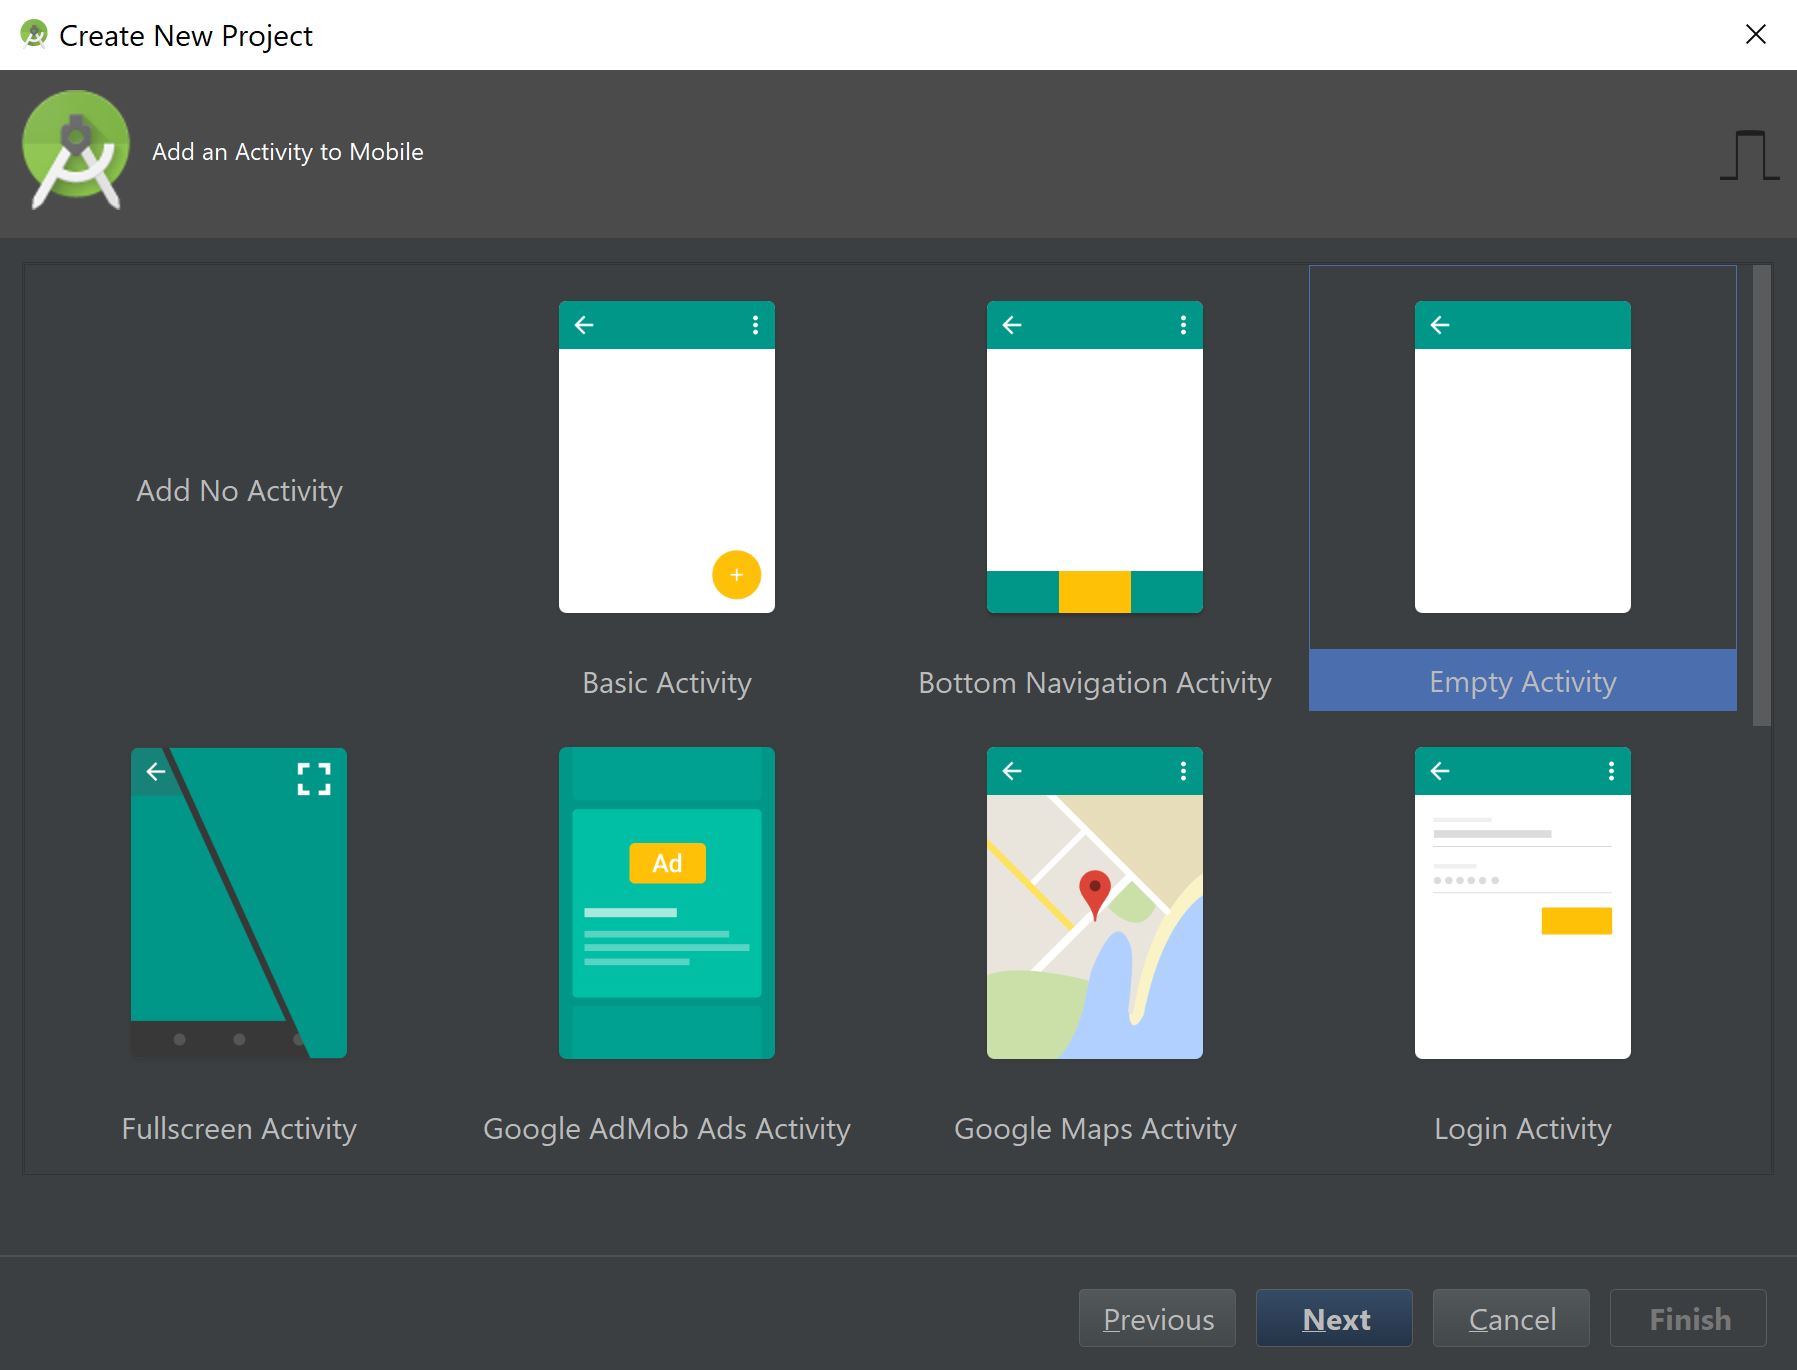 Create New Project
Add an Activity to Mobile
Add No Activity
Basic Activity
Bottom Navigation Activity
Empty Activity
Ad
Fullscreen Activity
Google AdMob Ads Activity
Google Maps Activity
Login Activity
Previous
Next
Cancel
Finish